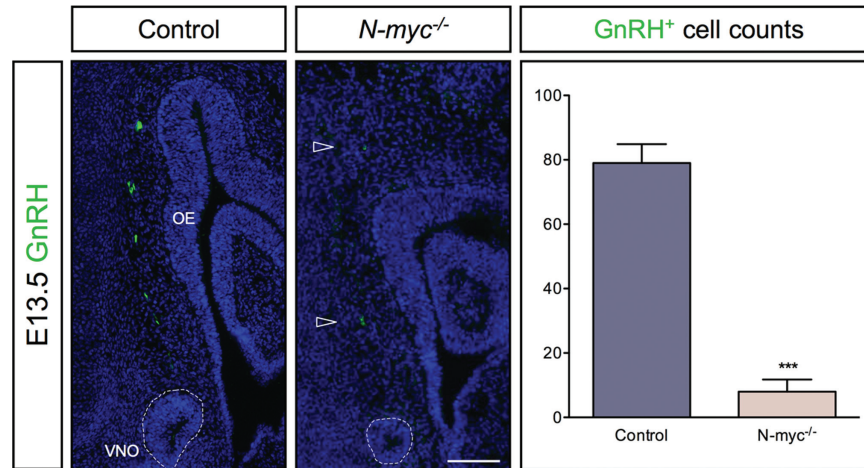 Control
N-myc-/-
GnRH+ cell counts
E13.5 GnRH
OE
VNO
100
80
60
40
20
0
***
Control
N-myc-/-